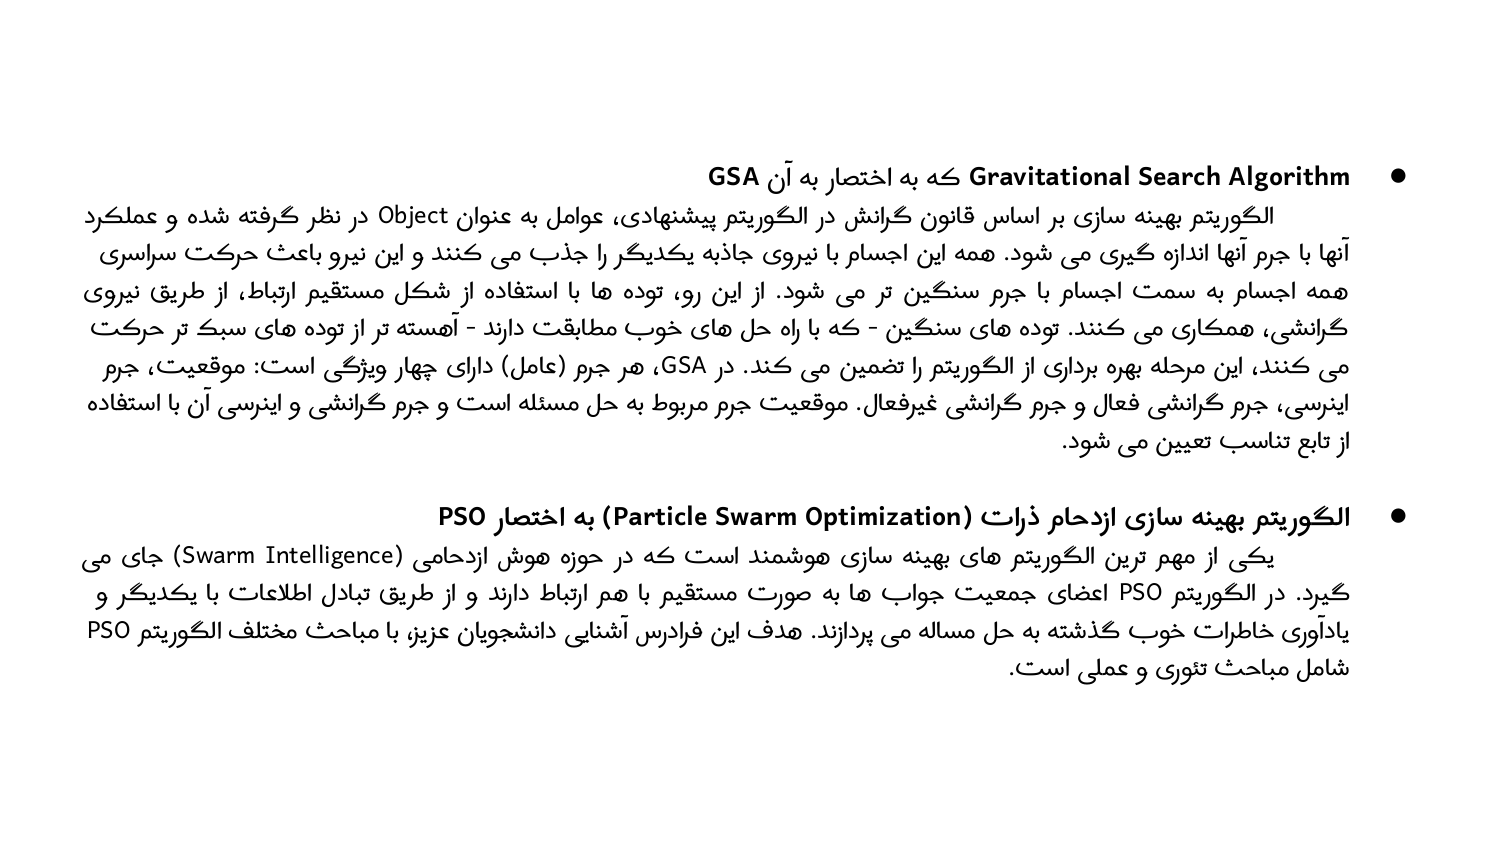 ● Gravitational Search Algorithm که به اختصار به آن GSA
الگوریتم بهینه سازی بر اساس قانون گرانش در الگوریتم پیشنهادی، عوامل به عنوان Object در نظر گرفته شده و عملکرد
آنها با جرم آنها اندازه گیری می شود. همه این اجسام با نیروی جاذبه یکدیگر را جذب می کنند و این نیرو باعث حرکت سراسری
همه اجسام به سمت اجسام با جرم سنگین تر می شود. از این رو، توده ها با استفاده از شکل مستقیم ارتباط، از طریق نیروی
گرانشی، همکاری می کنند. توده های سنگین - که با راه حل های خوب مطابقت دارند - آهسته تر از توده های سبک تر حرکت
می کنند، این مرحله بهره برداری از الگوریتم را تضمین می کند. در GSA، هر جرم (عامل) دارای چهار ویژگی است: موقعیت، جرم
اینرسی، جرم گرانشی فعال و جرم گرانشی غیرفعال. موقعیت جرم مربوط به حل مسئله است و جرم گرانشی و اینرسی آن با استفاده
از تابع تناسب تعیین می شود.
● الگوریتم بهینه سازی ازدحام ذرات (Particle Swarm Optimization) به اختصار PSO
یکی از مهم ترین الگوریتم های بهینه سازی هوشمند است که در حوزه هوش ازدحامی (Swarm Intelligence) جای می
گیرد. در الگوریتم PSO اعضای جمعیت جواب ها به صورت مستقیم با هم ارتباط دارند و از طریق تبادل اطلاعات با یکدیگر و
یادآوری خاطرات خوب گذشته به حل مساله می پردازند. هدف این فرادرس آشنایی دانشجویان عزیز، با مباحث مختلف الگوریتم PSO
شامل مباحث تئوری و عملی است.